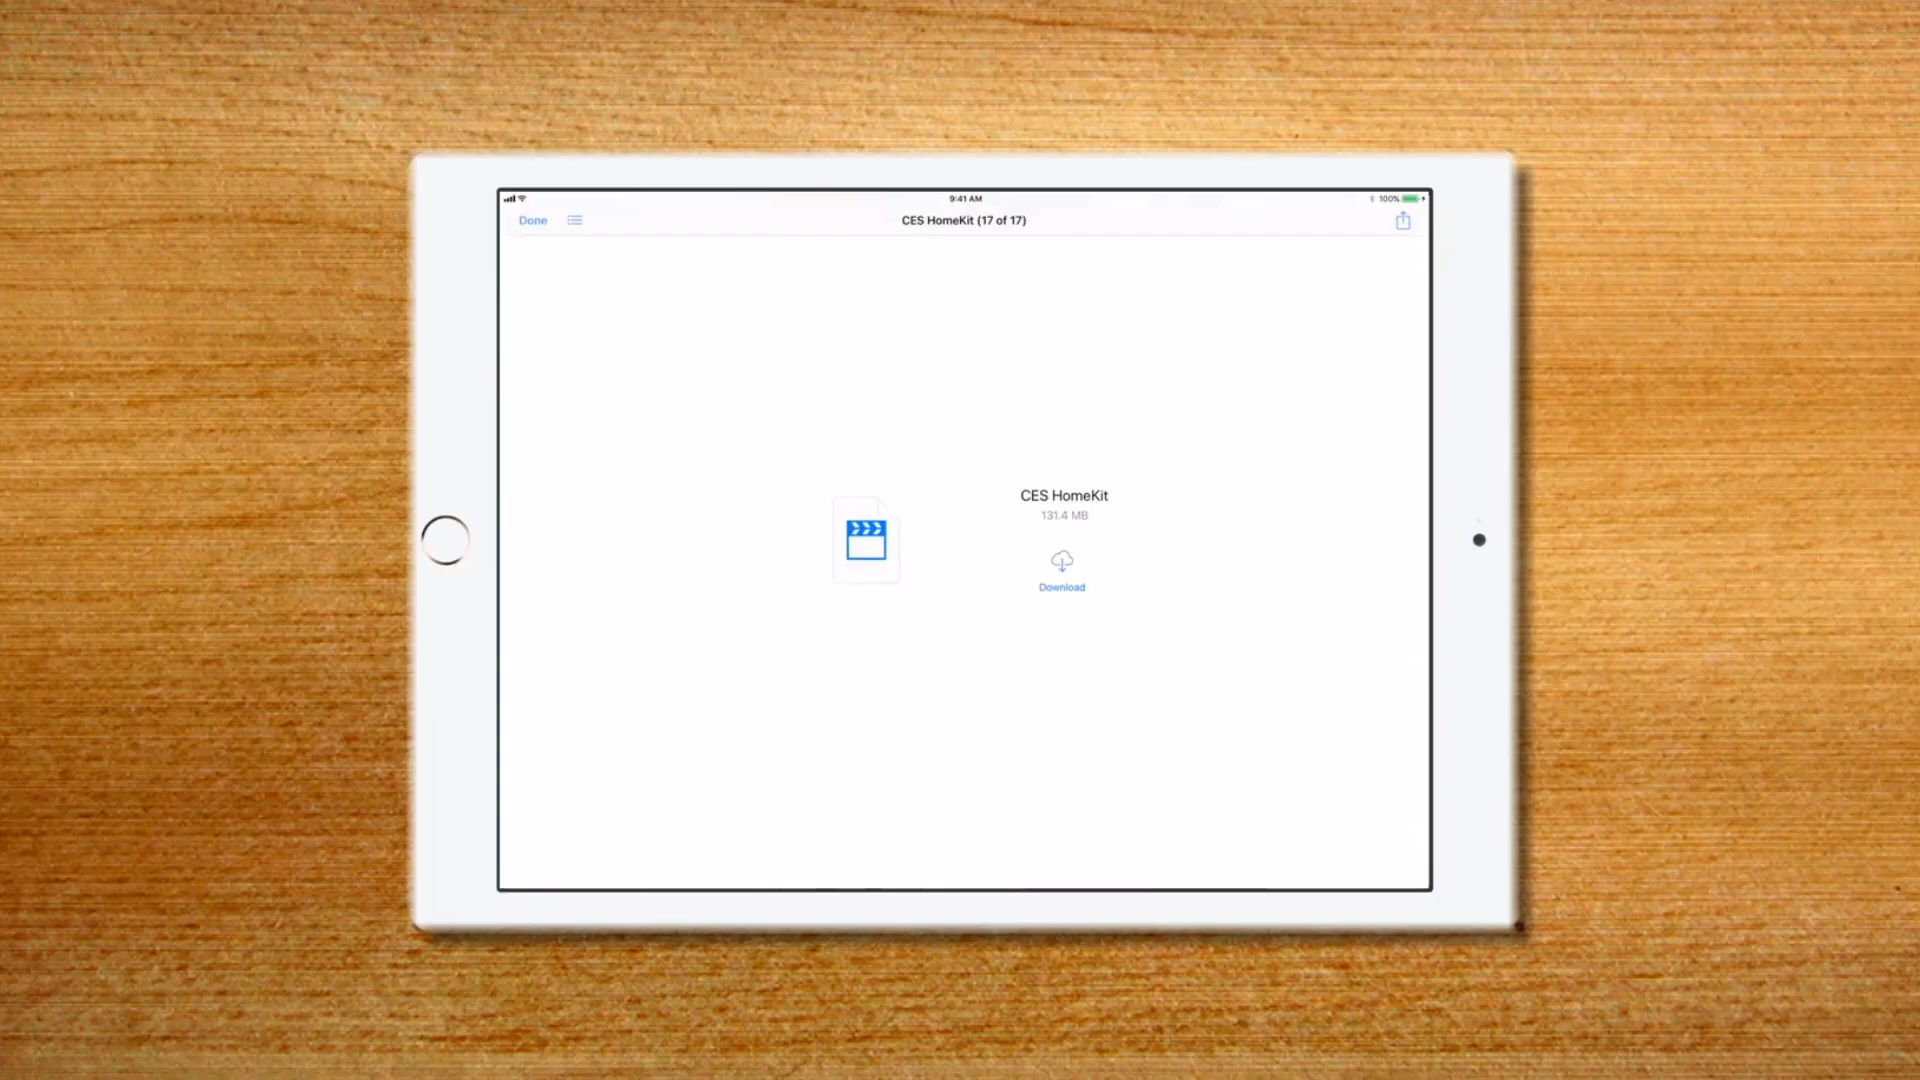 9:41 AM
100%
Done
CES HomeKit (17 of 17)
CES HomeKit
131.4 MB
Download